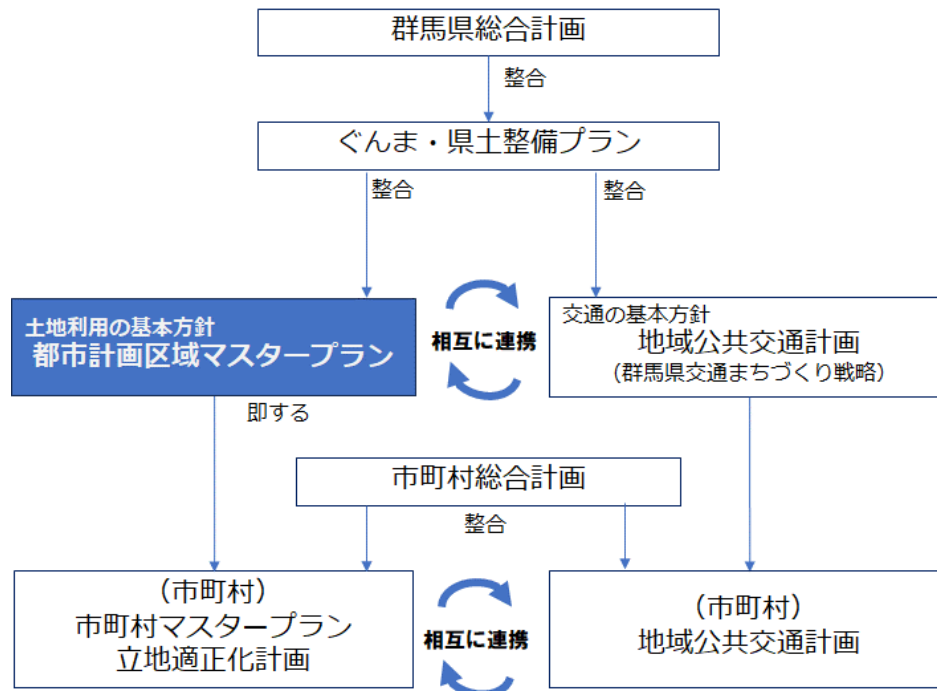 群馬県総合計画
整合
ぐんま・県土整備プラン
整合
整合
土地利用の基本方針
都市計画区域マスタープラン
相互に連携
交通の基本方針
地域公共交通計画
（群馬県交通まちづくり戦略）
即する
市町村総合計画
整合
（市町村）
市町村マスタープラン
立地適正化計画
相互に連携
（市町村）
地域公共交通計画